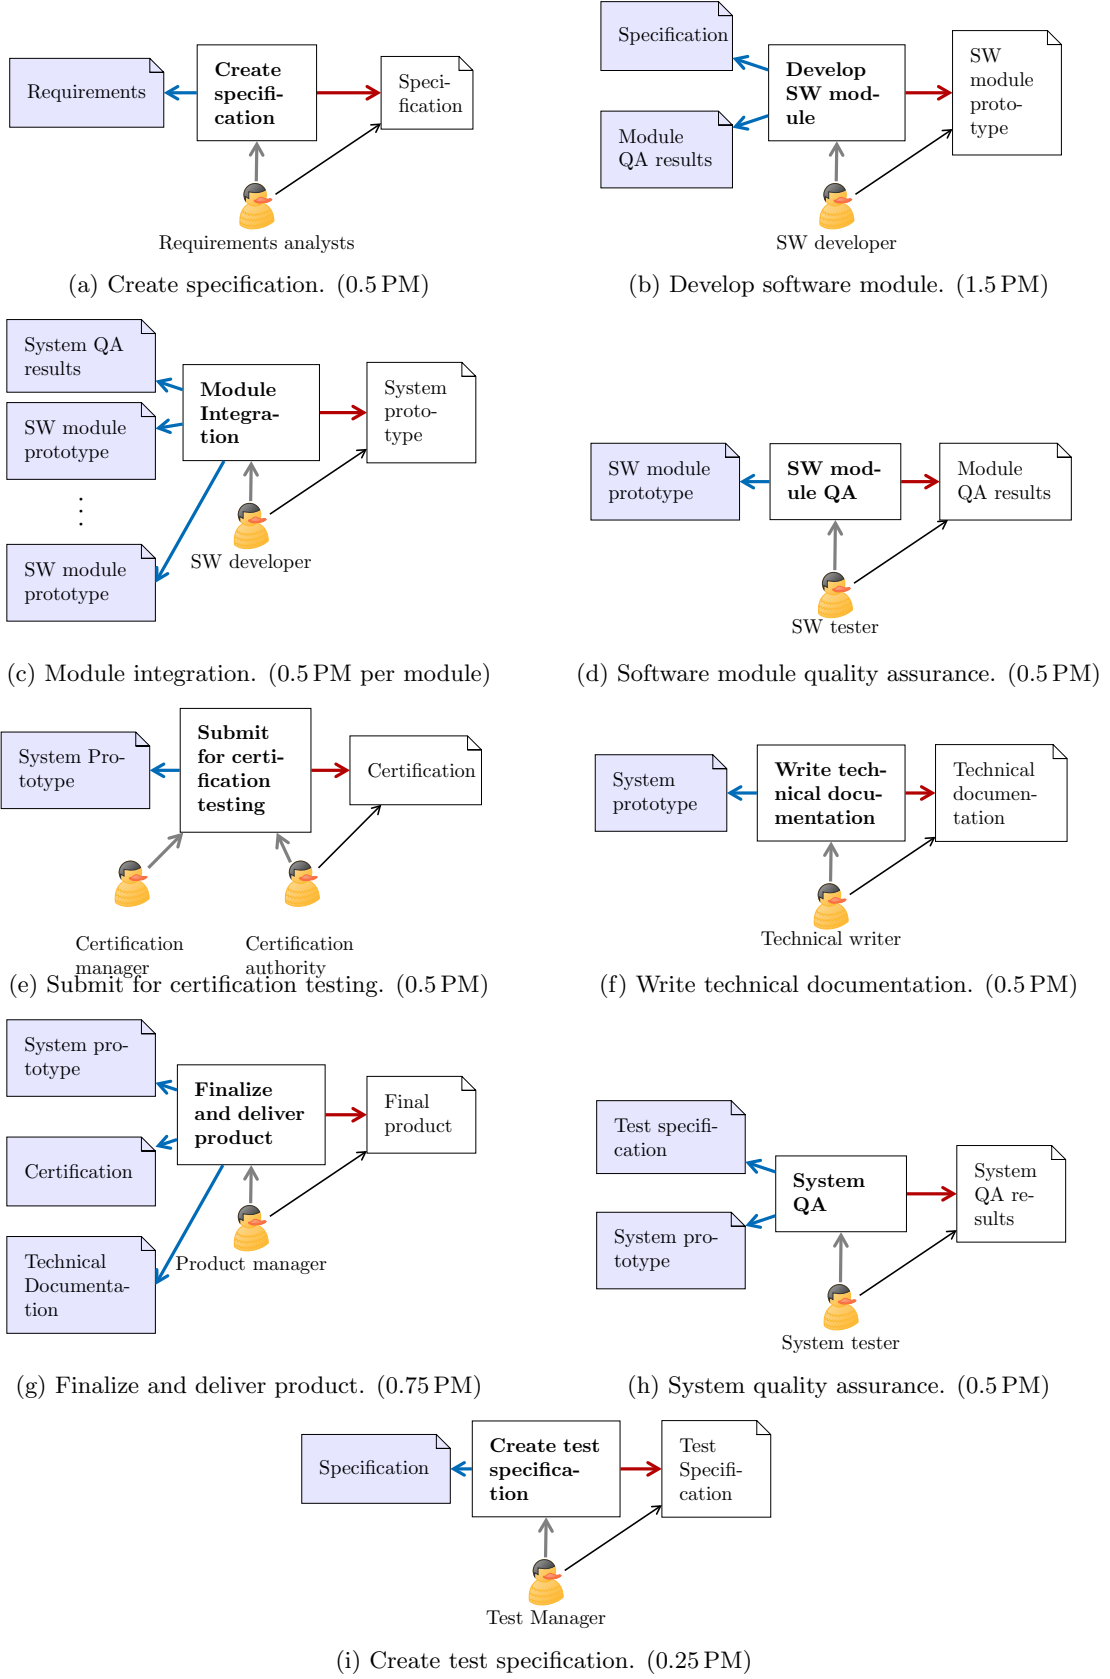 Requirements
Create
specifi-
cation
Speci-
fication
Requirements analysts
(a) Create specification. (0.5 PM)
Specification
Module
QA results
Develop
SW mod-
ule
SW
module
proto-
type
SW developer
(b) Develop software module. (1.5 PM)
System QA
results
SW module
prototype
⋮
SW module
prototype
Module
Integra-
tion
System
proto-
type
SW developer
(c) Module integration. (0.5 PM per module)
SW module
prototype
SW mod-
ule QA
Module
QA results
SW tester
(d) Software module quality assurance. (0.5 PM)
System Pro-
totype
Submit
for certi-
fication
testing
Certification
Certification
manager
Certification
authority
(e) Submit for certification testing. (0.5 PM)
System
prototype
Write tech-
nical docu-
mentation
Technical
documen-
tation
Technical writer
(f) Write technical documentation. (0.5 PM)
System pro-
totype
Certification
Technical
Documenta-
tion
Finalize
and deliver
product
Final
product
Product manager
(g) Finalize and deliver product. (0.75 PM)
Test specifi-
cation
System pro-
totype
System
QA
System
QA re-
sults
System tester
(h) System quality assurance. (0.5 PM)
Specification
Create test
specifica-
tion
Test
Specifi-
cation
Test Manager
(i) Create test specification. (0.25 PM)